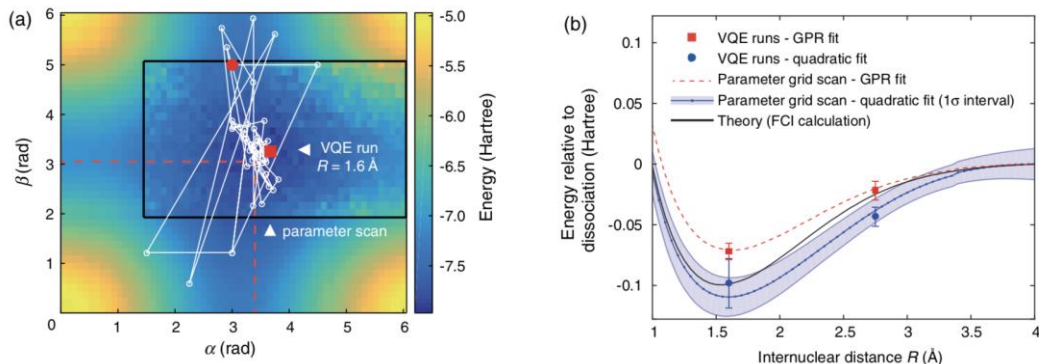 (a)
6
5
4
3
2
1
0
0
1
2
3
4
5
6
β (rad)
α (rad)
VQE run
R = 1.6 Å
parameter scan
-5.0
-5.5
-6.0
-6.5
-7.0
-7.5
Energy (Hartree)
(b)
0.1
0.05
0
-0.05
-0.1
Energy relative to
dissociation (Hartree)
VQE runs - GPR fit
VQE runs - quadratic fit
Parameter grid scan - GPR fit
Parameter grid scan - quadratic fit (1σ interval)
Theory (FCI calculation)
1
1.5
2
2.5
3
3.5
4
Internuclear distance R (Å)